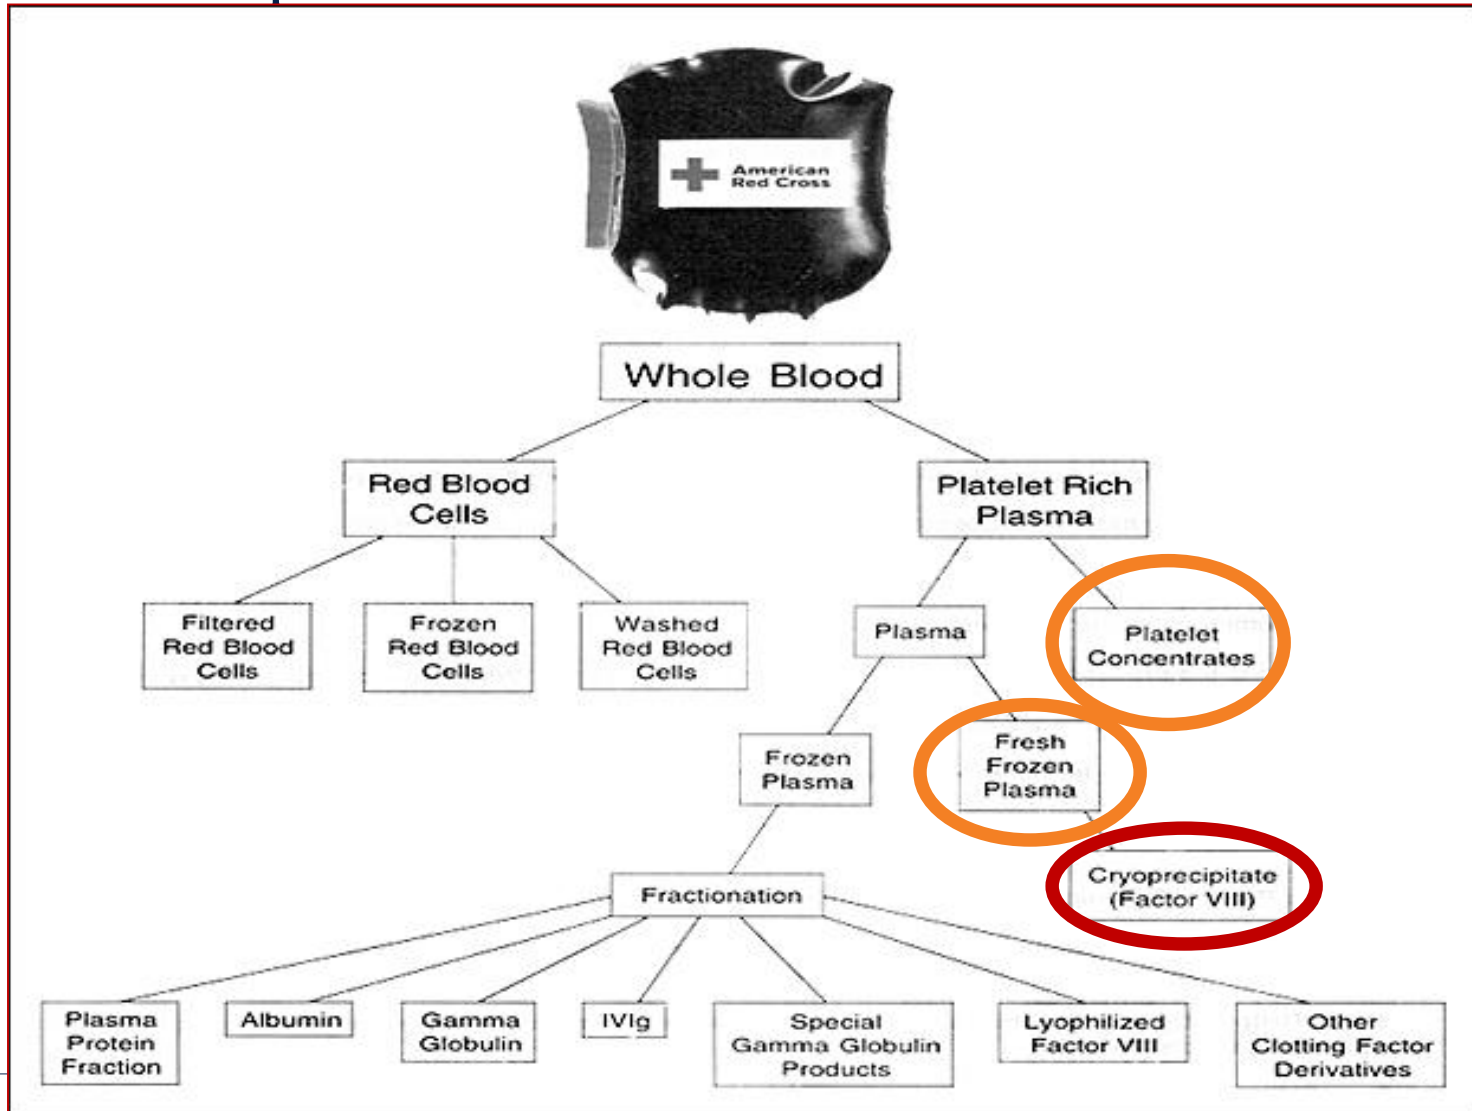 American
Red Cross
Whole Blood
Red Blood
Cells
Platelet Rich
Plasma
Filtered
Red Blood
Cells
Frozen
Red Blood
Cells
Washed
Red Blood
Cells
Plasma
Platelet
Concentrates
Frozen
Plasma
Fresh
Frozen
Plasma
Cryoprecipitate
(Factor VIII)
Fractionation
Plasma
Protein
Fraction
Albumin
Gamma
Globulin
IVIg
Special
Gamma Globulin
Products
Lyophilized
Factor VIII
Other
Clotting Factor
Derivatives